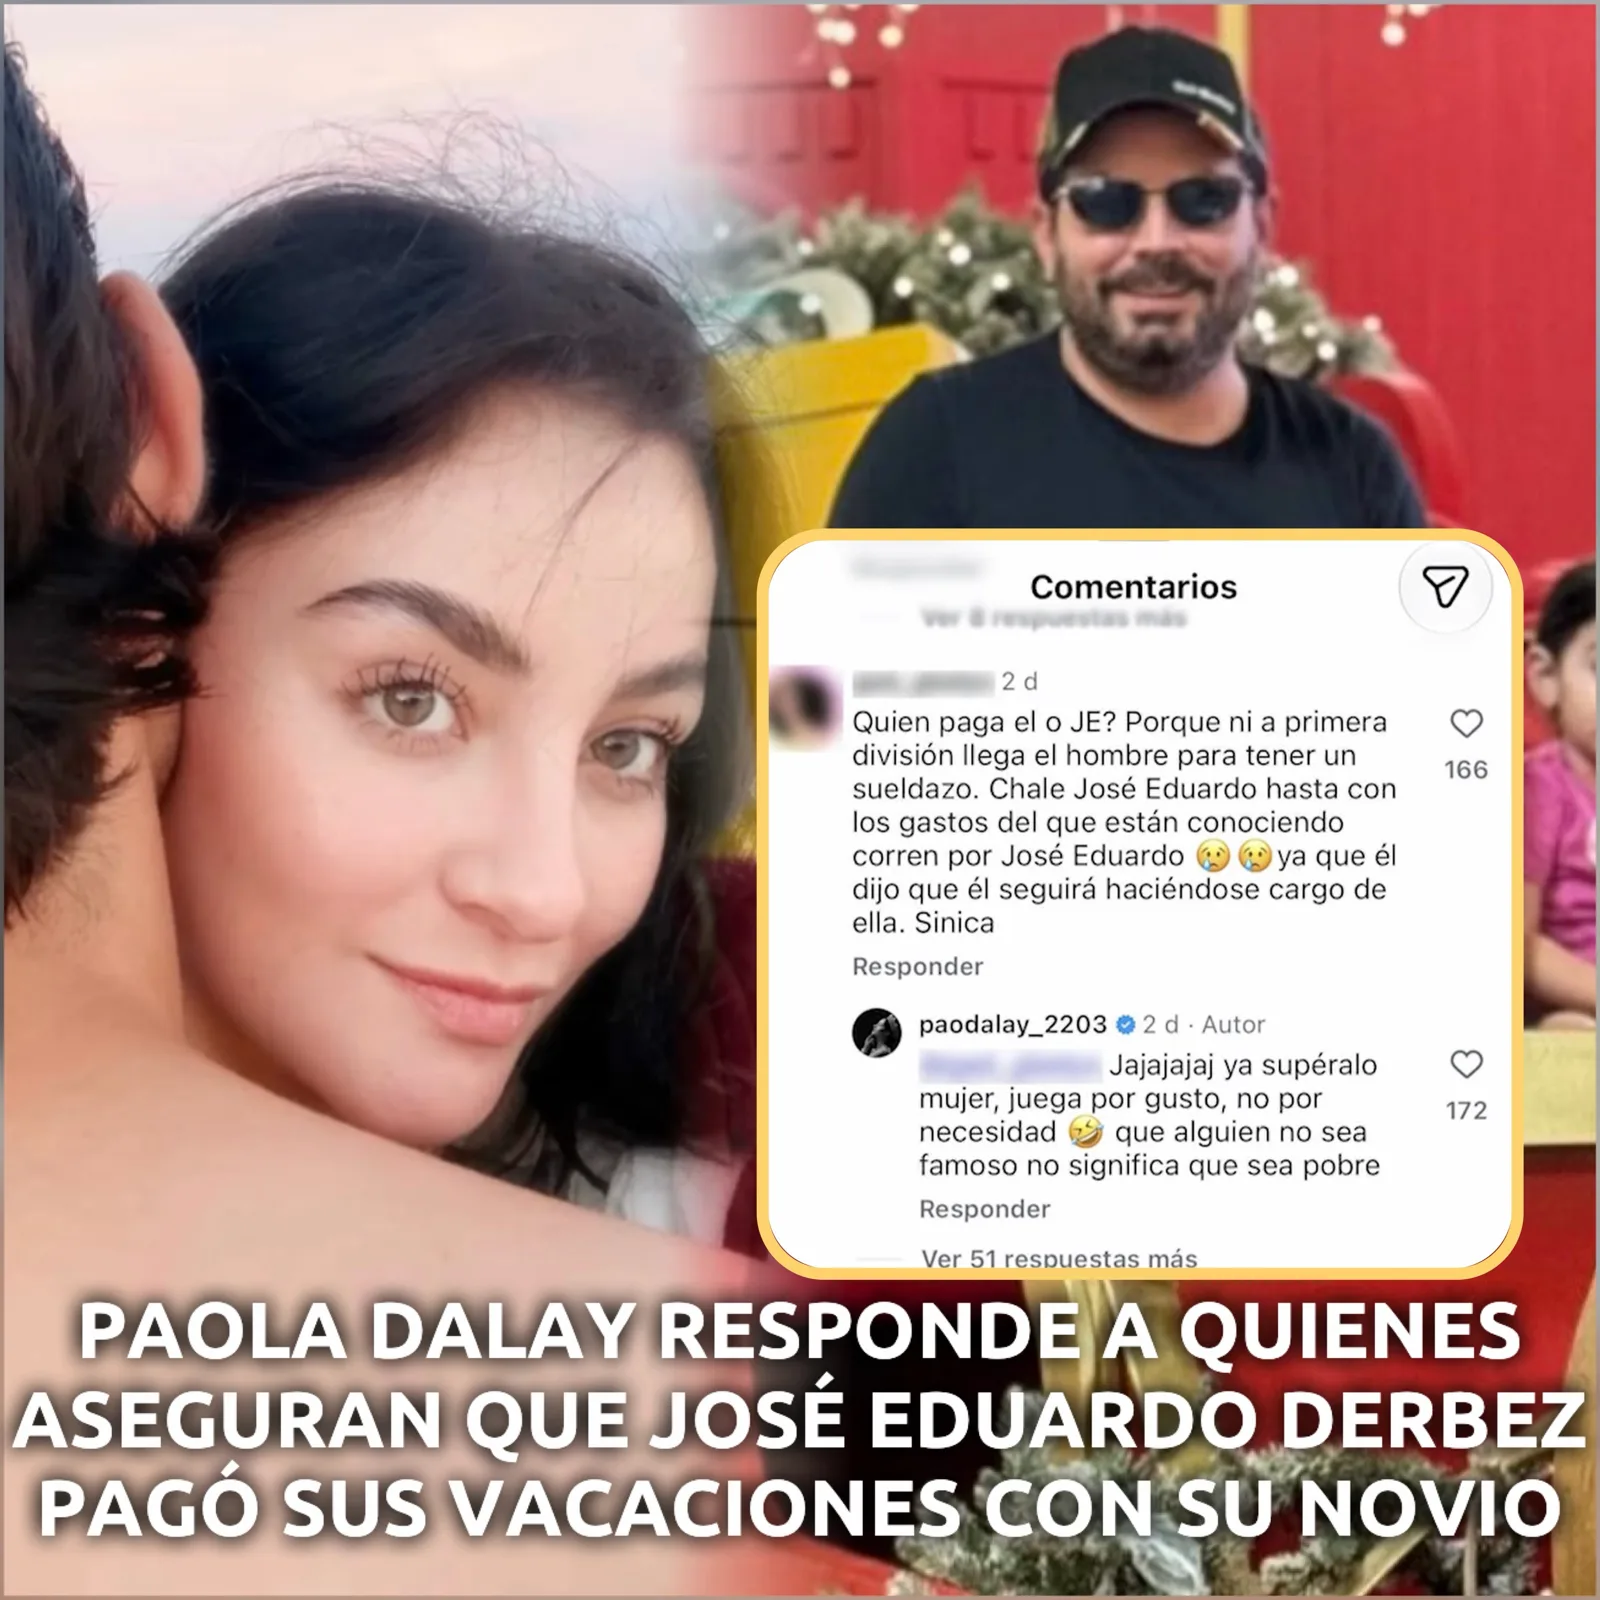 Comentarios
Ver 8 respuestas más
2 d
Quien paga el o JE? Porque ni a primera
división llega el hombre para tener un
sueldazo. Chale José Eduardo hasta con
los gastos del que están conociendo
corren por José Eduardo 😢 😢 ya que él
dijo que él seguirá haciéndose cargo de
ella. Sinica
166
Responder
paodalay_2203 2 d · Autor
Jajajajaj ya supéralo
mujer, juega por gusto, no por
necesidad 🤣 que alguien no sea
famoso no significa que sea pobre
172
Responder
Ver 51 respuestas más
PAOLA DALAY RESPONDE A QUIENES
ASEGURAN QUE JOSÉ EDUARDO DERBEZ
PAGÓ SUS VACACIONES CON SU NOVIO